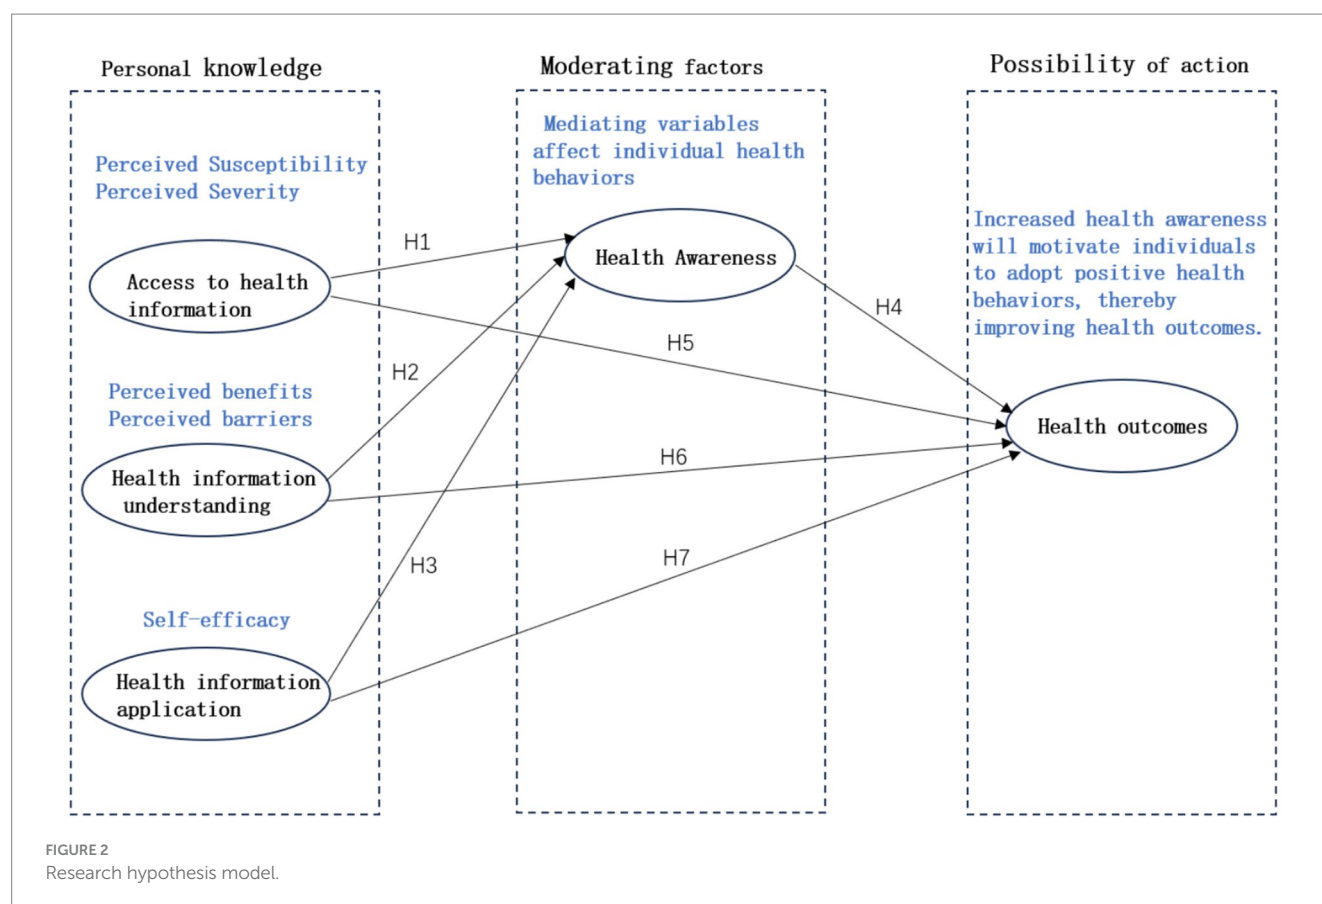 Personal knowledge
Moderating factors
Possibility of action
Perceived Susceptibility
Perceived Severity
Access to health
information
Perceived benefits
Perceived barriers
Health information
understanding
Self-efficacy
Health information
application
Mediating variables
affect individual health
behaviors
Health Awareness
Increased health awareness
will motivate individuals
to adopt positive health
behaviors, thereby
improving health outcomes.
Health outcomes
H1
H2
H3
H4
H5
H6
H7
FIGURE 2
Research hypothesis model.